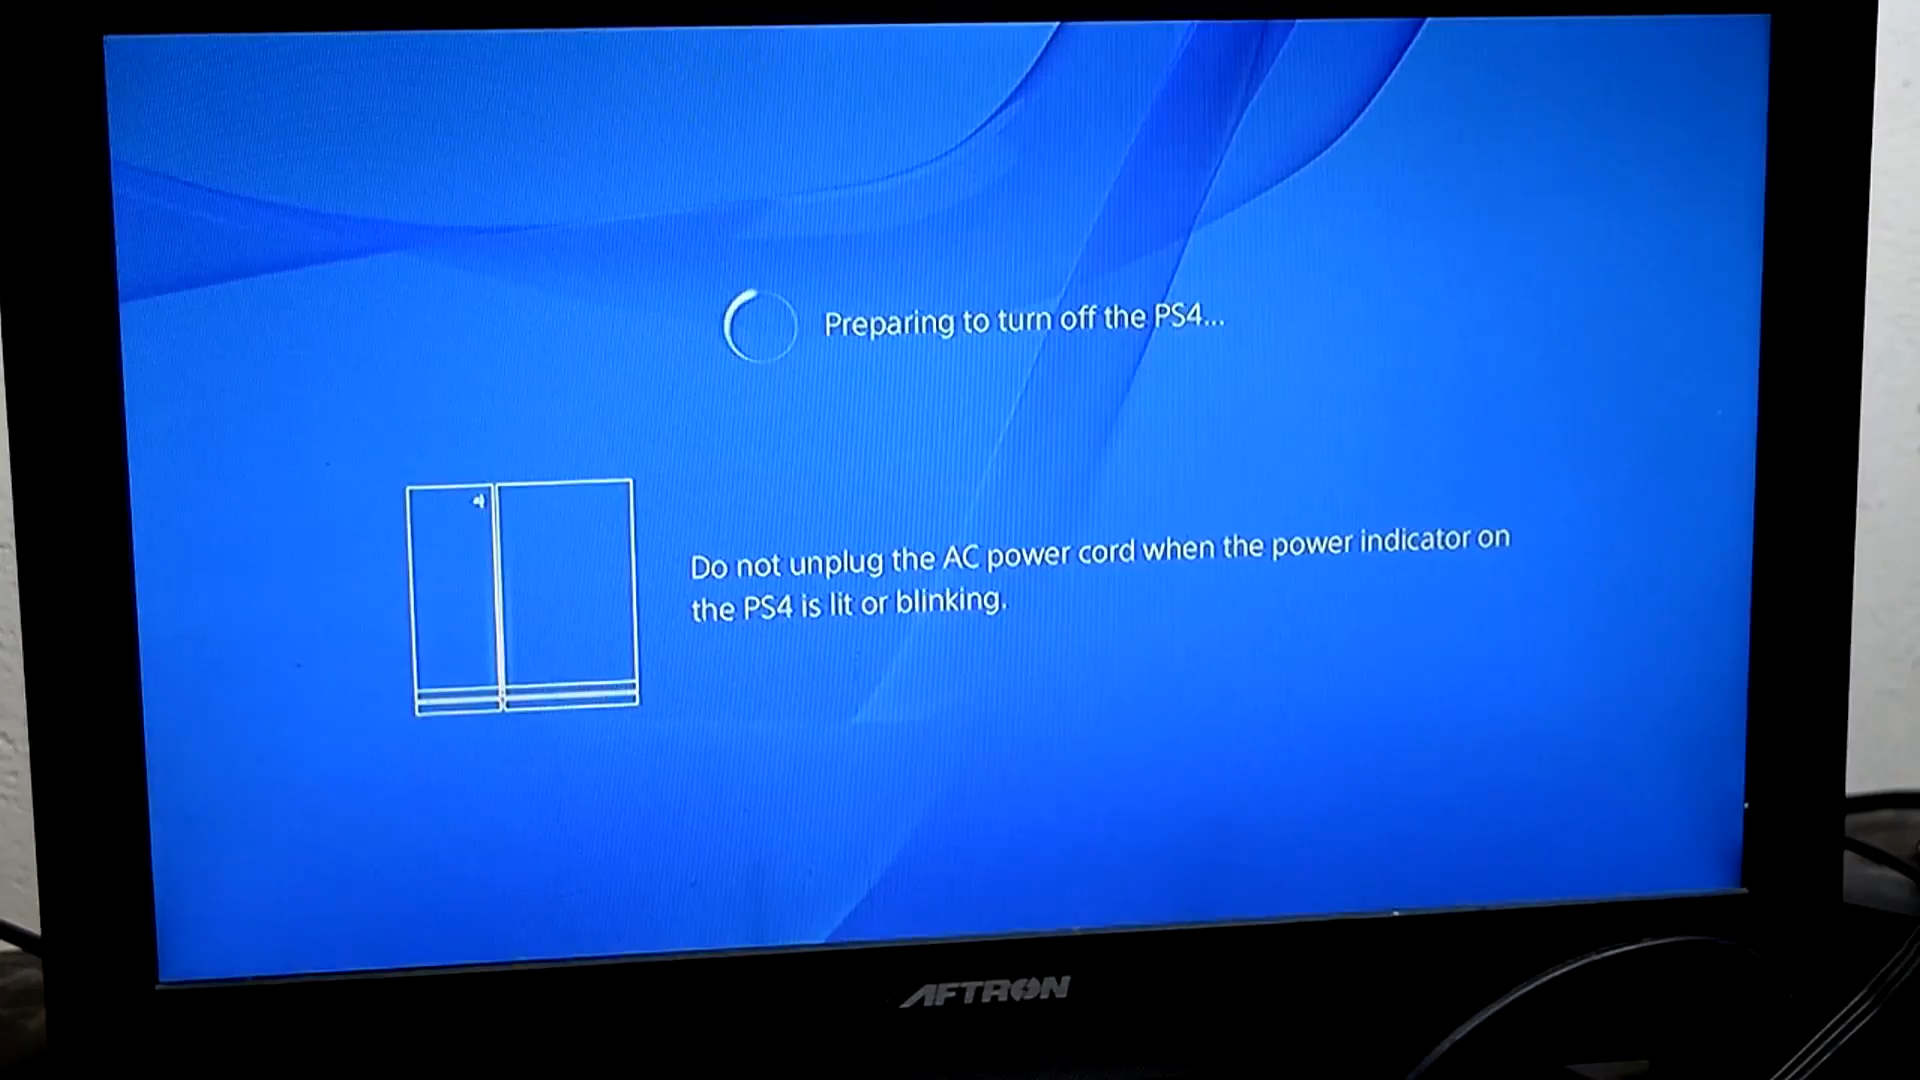 Preparing to turn off the PS4...
Do not unplug the AC power cord when the power indicator on
the PS4 is lit or blinking.
AFTRON